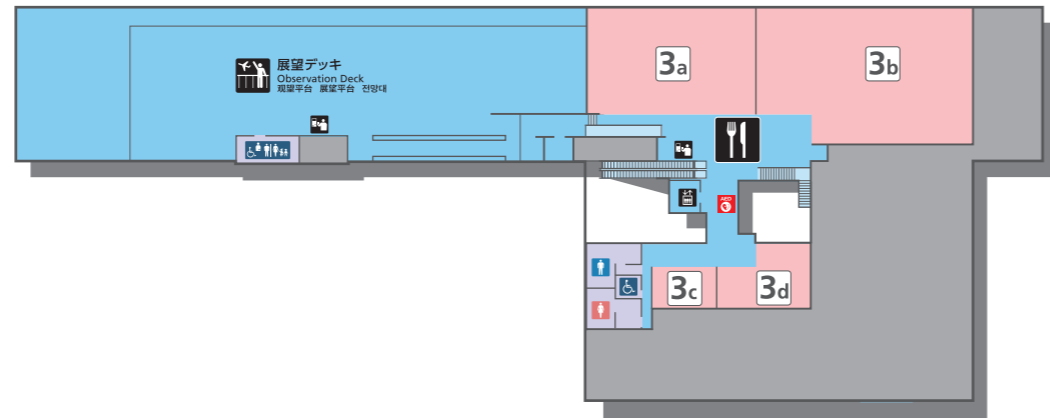 展望デッキ
Observation Deck
观望平台 展望平台 전망대
3a
3b
AED
3c
3d